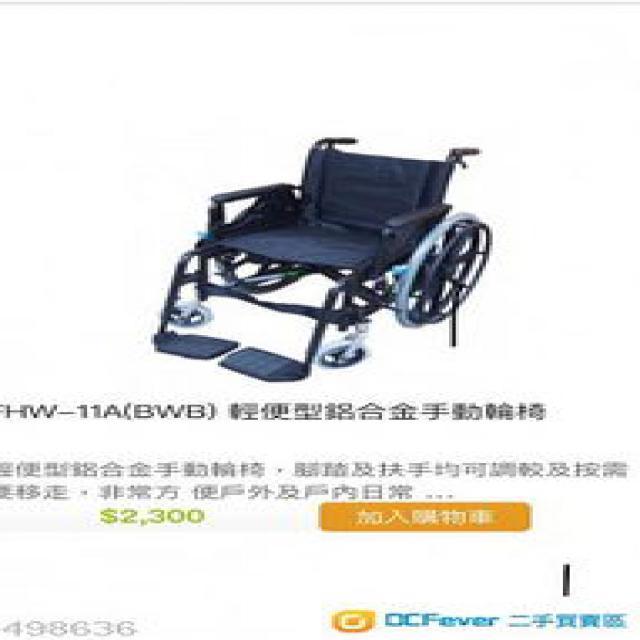 FHW-11A(BWB) 輕便型鋁合金手動輪椅
輕便型鋁合金手動輪椅，腳踏及扶手均可調較及按需
要移走，非常方 便戶外及戶內日常 ...
$2,300
加入購物車
498636
DCFever 二手買賣區